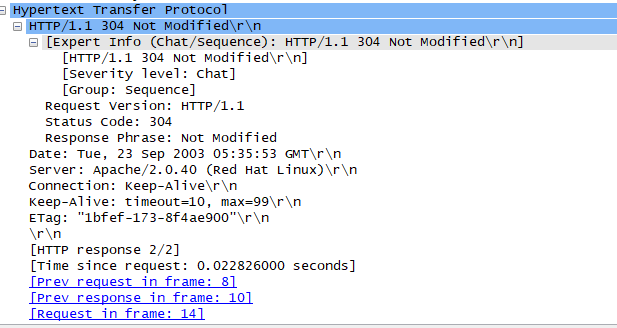 Hypertext Transfer Protocol
HTTP/1.1 304 Not Modified\r\n
[Expert Info (Chat/Sequence): HTTP/1.1 304 Not Modified\r\n]
[HTTP/1.1 304 Not Modified\r\n]
[Severity level: Chat]
[Group: Sequence]
Request Version: HTTP/1.1
Status Code: 304
Response Phrase: Not Modified
Date: Tue, 23 Sep 2003 05:35:53 GMT\r\n
Server: Apache/2.0.40 (Red Hat Linux)\r\n
Connection: Keep-Alive\r\n
Keep-Alive: timeout=10, max=99\r\n
ETag: "1bfef-173-8f4ae900"\r\n
\r\n
[HTTP response 2/2]
[Time since request: 0.022826000 seconds]
[Prev request in frame: 8]
[Prev response in frame: 10]
[Request in frame: 14]